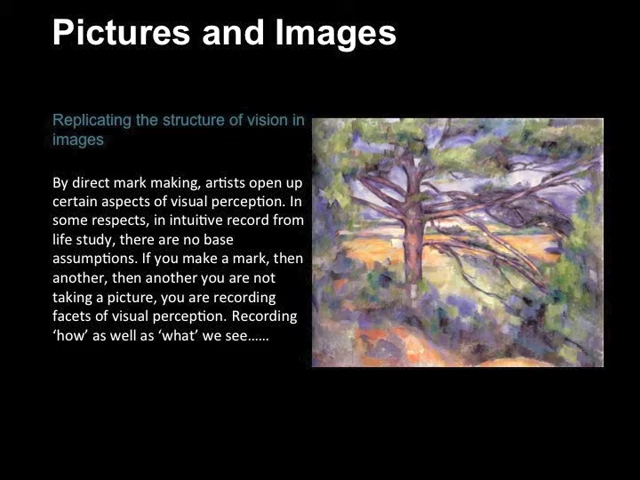 Pictures and Images
Replicating the structure of vision in
images
By direct mark making, artists open up
certain aspects of visual perception. In
some respects, in intuitive record from
life study, there are no base
assumptions. If you make a mark, then
another, then another you are not
taking a picture, you are recording
facets of visual perception. Recording
‘how’ as well as ‘what’ we see……